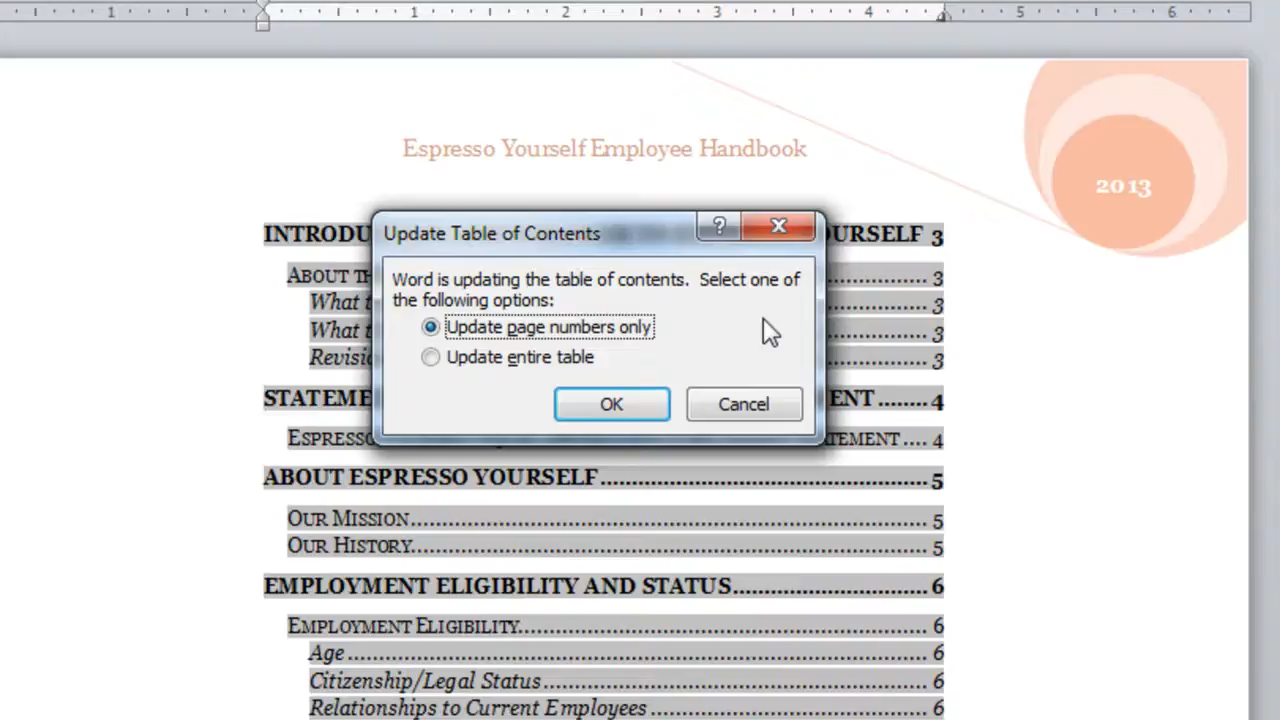 1 1 2 3 4 5 6
Espresso Yourself Employee Handbook
2013
Update Table of Contents
?
Word is updating the table of contents. Select one of
the following options:
Update page numbers only
Update entire table
OK Cancel
INTRODU YOURSELF 3
ABOUT TH ........... 3
What t ........... 3
What t ........... 3
Revisio ........... 3
STATEME ENT ........ 4
ESPRESSO STATEMENT .... 4
ABOUT ESPRESSO YOURSELF ........... 5
OUR MISSION ........... 5
OUR HISTORY ........... 5
EMPLOYMENT ELIGIBILITY AND STATUS ........... 6
EMPLOYMENT ELIGIBILITY ........... 6
Age ........... 6
Citizenship/Legal Status ........... 6
Relationships to Current Employees ........... 6